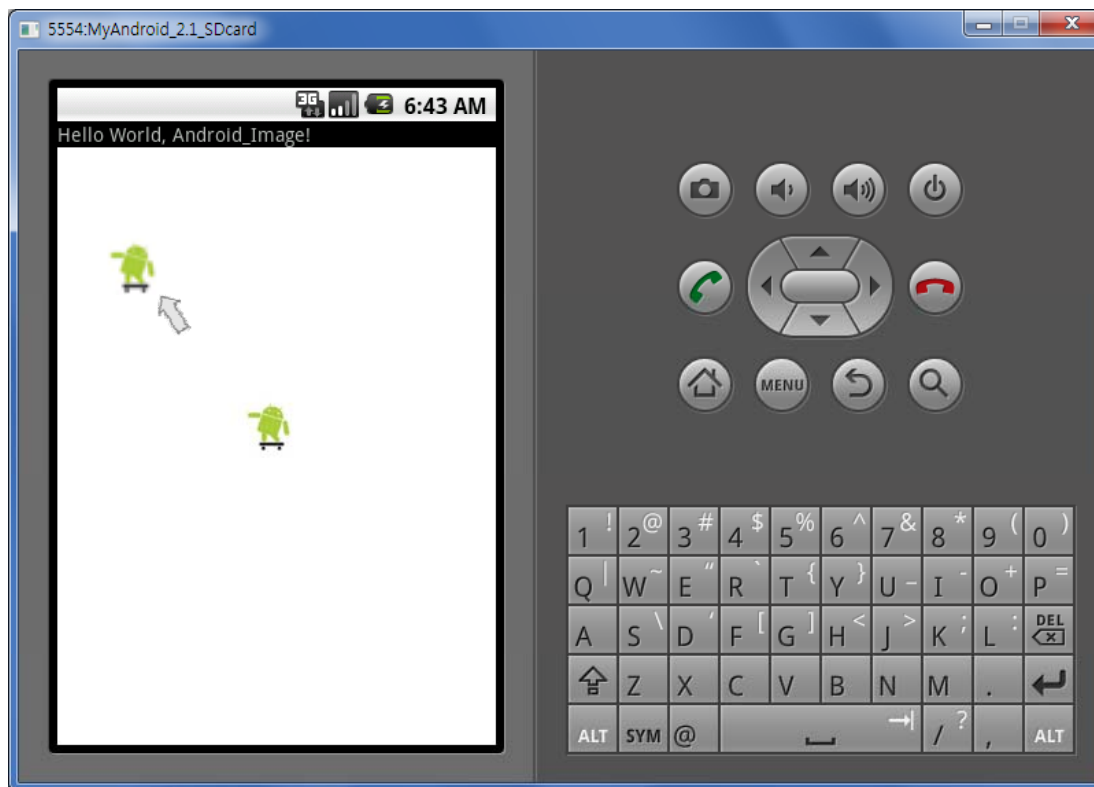 5554:MyAndroid_2.1_SDcard
3G 6:43 AM
Hello World, Android_Image!
MENU
1 ! 2 @ 3 # 4 $ 5 % 6 ^ 7 & 8 * 9 ( 0 )
Q | W ~ E " R ` T { Y } U _ I - O + P =
A S \ D ' F [ G ] H < J > K ; L : DEL
Z X C V B N M .
ALT SYM @ / ? , ALT